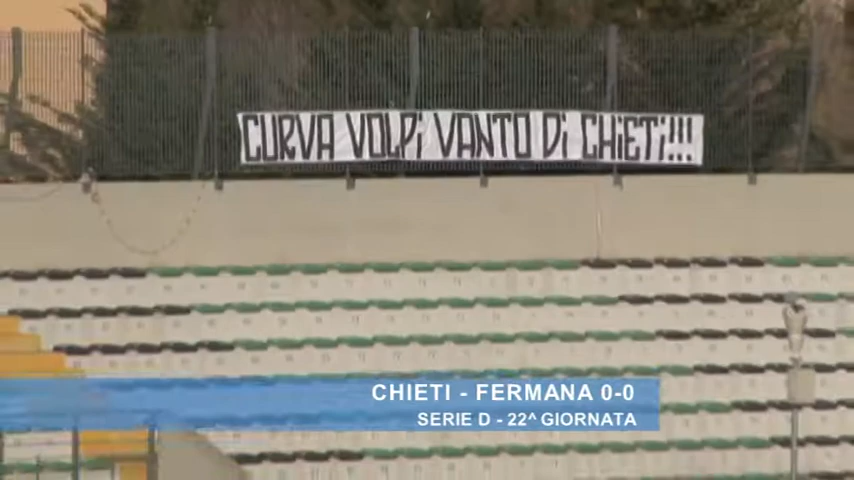 CURVA VOLPi VANTO Di CHiETi!!!
CHIETI - FERMANA 0-0
SERIE D - 22^ GIORNATA